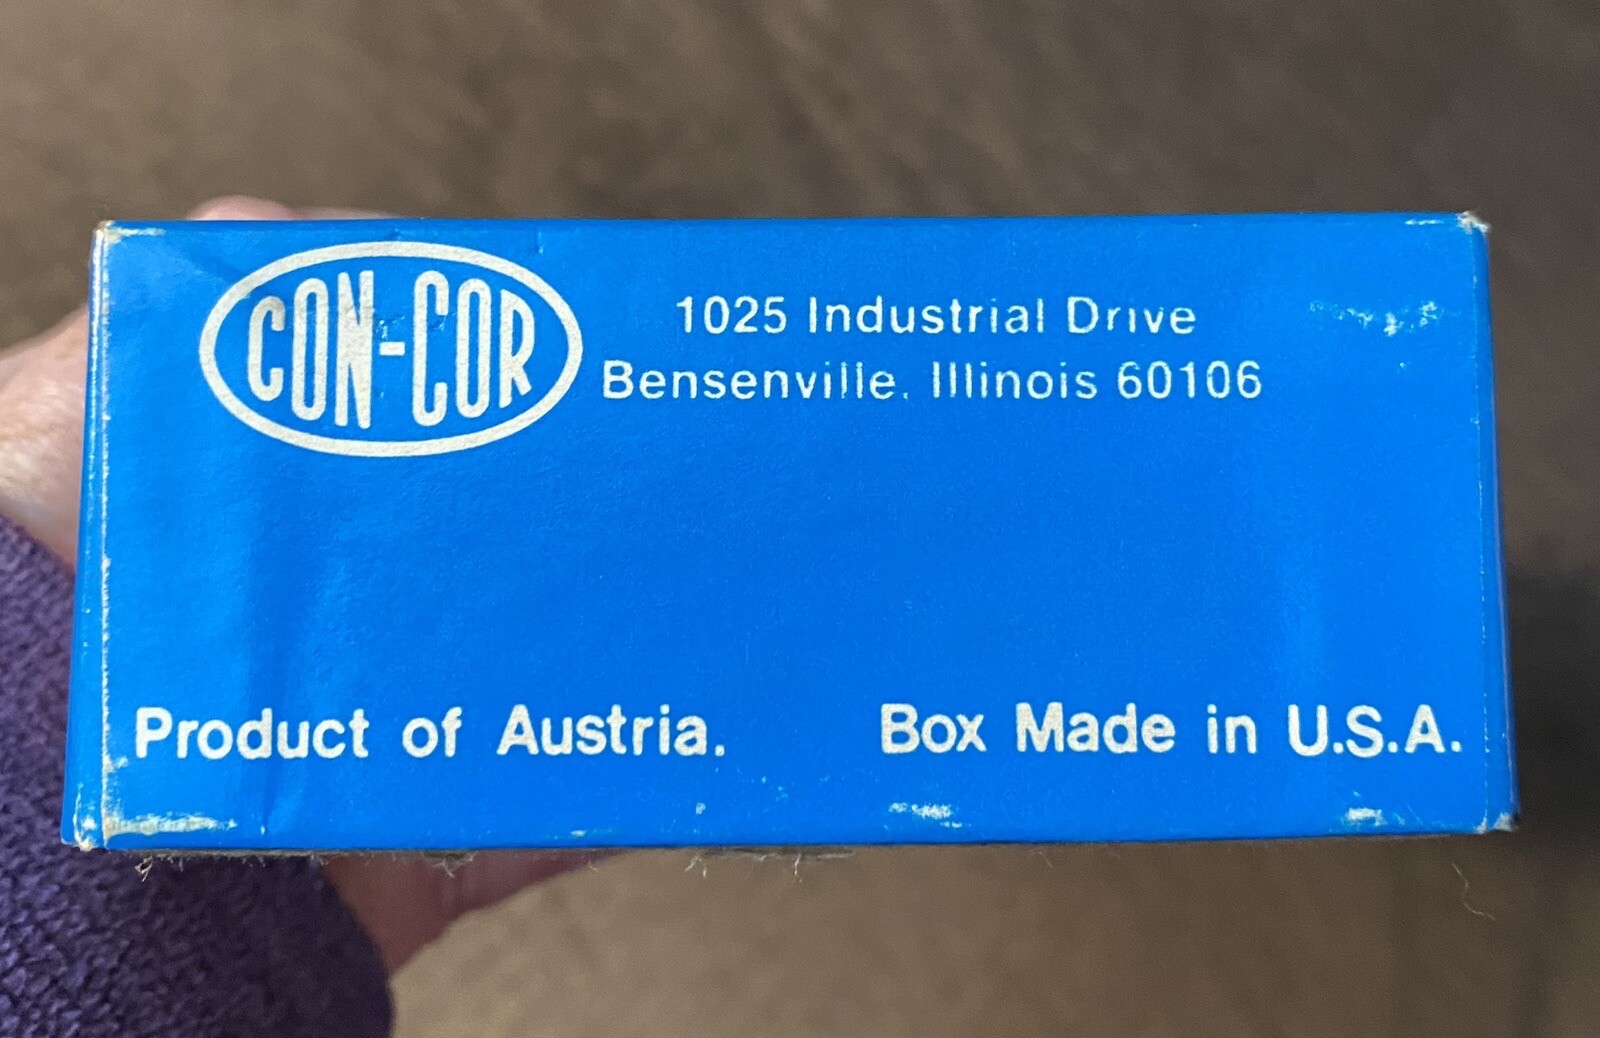 CON-COR
1025 Industrial Drive
Bensenville, Illinois 60106
Product of Austria.
Box Made in U.S.A.